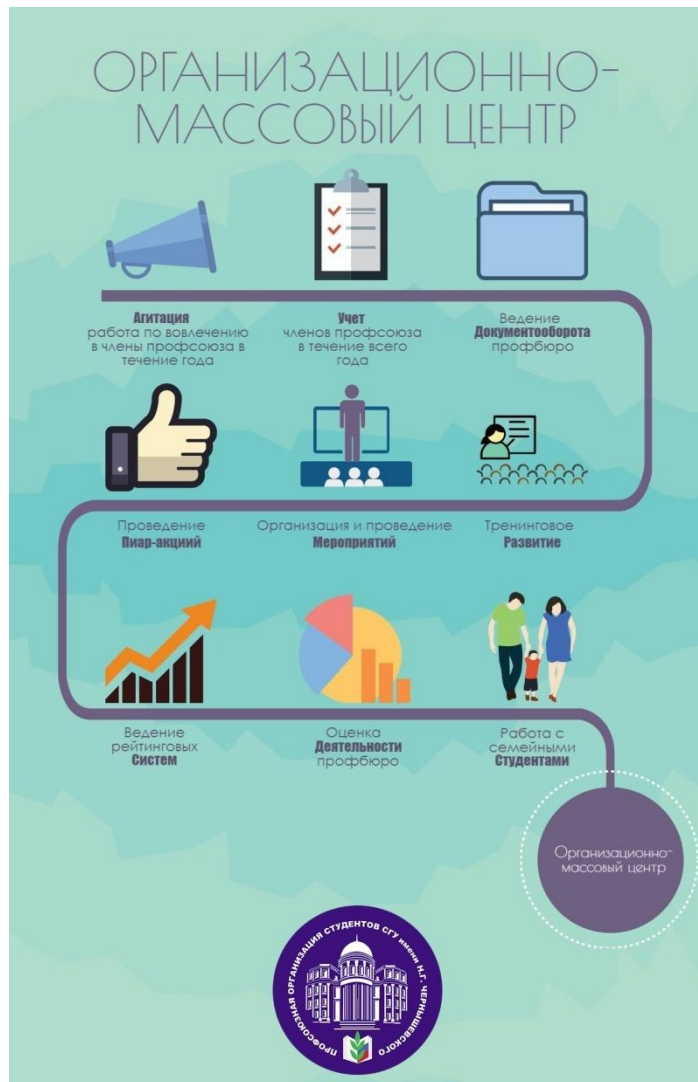 ОРГАНИЗАЦИОННО-
МАССОВЫЙ ЦЕНТР
Агитация
работа по вовлечению
в члены профсоюза в
течение года
Учет
членов профсоюза
в течение всего
года
Ведение
Документооборота
профбюро
Проведение
Пиар-акциий
Организация и проведение
Мероприятий
Тренинговое
Развитие
Ведение
рейтинговых
Систем
Оценка
Деятельности
профбюро
Работа с
семейными
Студентами
Организационно-
массовый центр
ПРОФСОЮЗНАЯ ОРГАНИЗАЦИЯ СТУДЕНТОВ СГУ имени Н.Г. ЧЕРНЫШЕВСКОГО